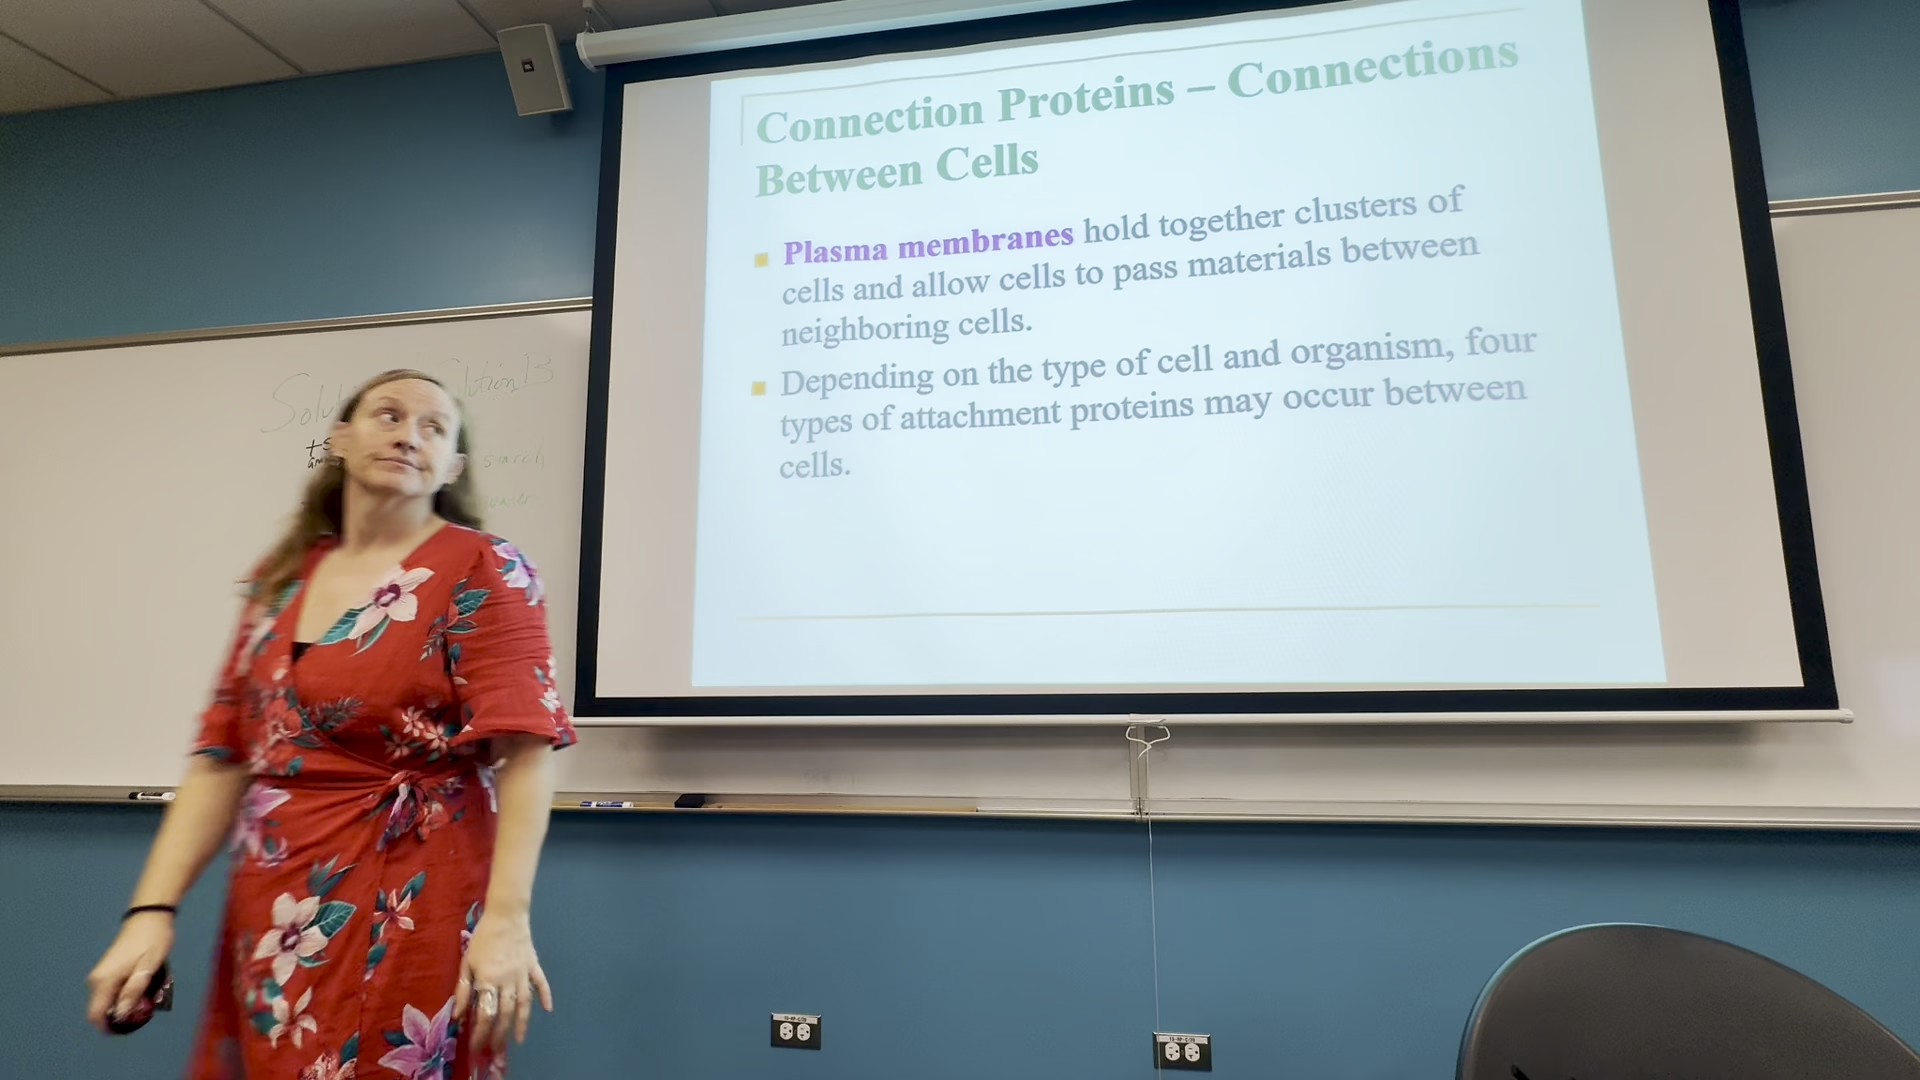 Connection Proteins – Connections
Between Cells
Plasma membranes hold together clusters of
cells and allow cells to pass materials between
neighboring cells.
Depending on the type of cell and organism, four
types of attachment proteins may occur between
cells.
starch